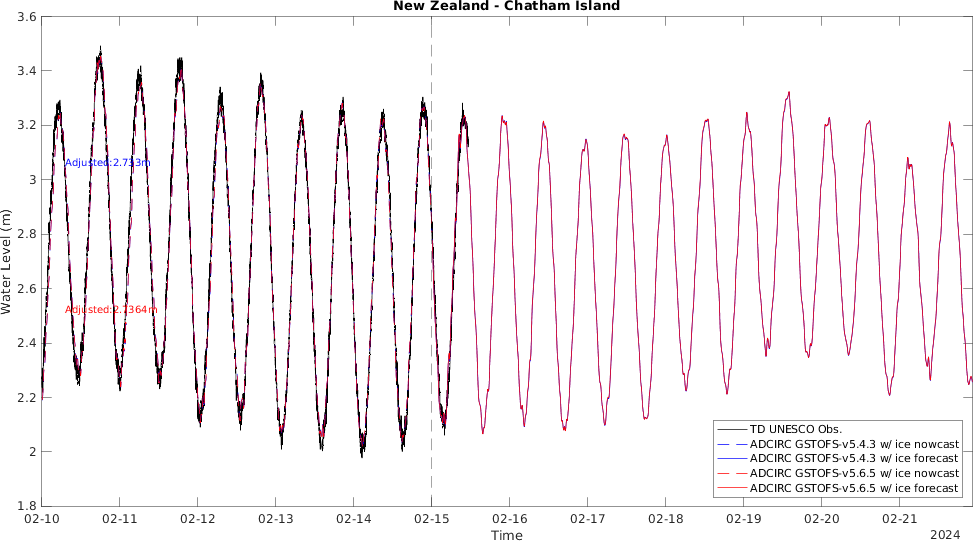 New Zealand - Chatham Island
3.6
3.4
3.2
3
2.8
2.6
2.4
2.2
2
1.8
Water Level (m)
Adjusted:2.733m
Adjusted:2.7364m
TD UNESCO Obs.
ADCIRC GSTOFS-v5.4.3 w/ ice nowcast
ADCIRC GSTOFS-v5.4.3 w/ ice forecast
ADCIRC GSTOFS-v5.6.5 w/ ice nowcast
ADCIRC GSTOFS-v5.6.5 w/ ice forecast
02-10 02-11 02-12 02-13 02-14 02-15 02-16 02-17 02-18 02-19 02-20 02-21
Time
2024